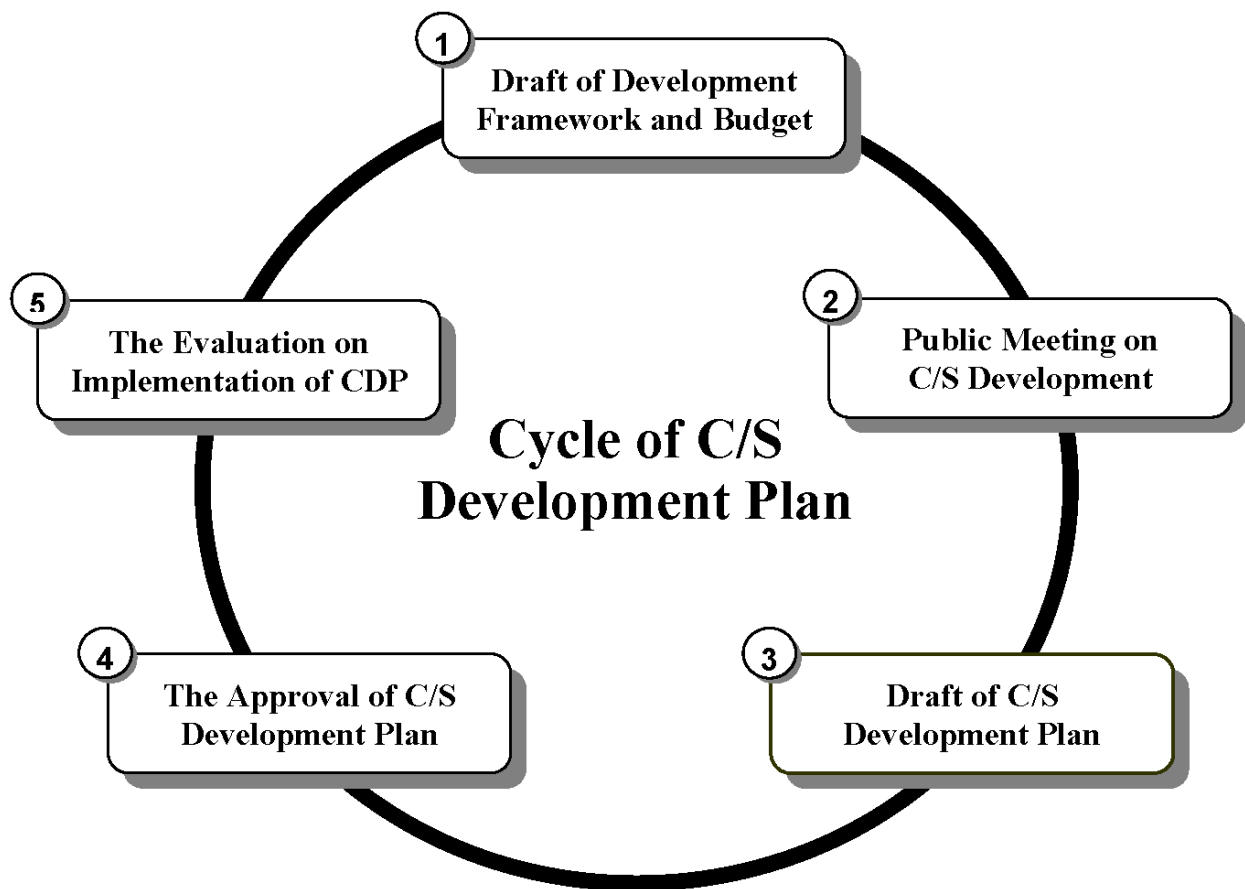 1
Draft of Development
Framework and Budget
2
Public Meeting on
C/S Development
3
Draft of C/S
Development Plan
4
The Approval of C/S
Development Plan
5
The Evaluation on
Implementation of CDP
Cycle of C/S
Development Plan